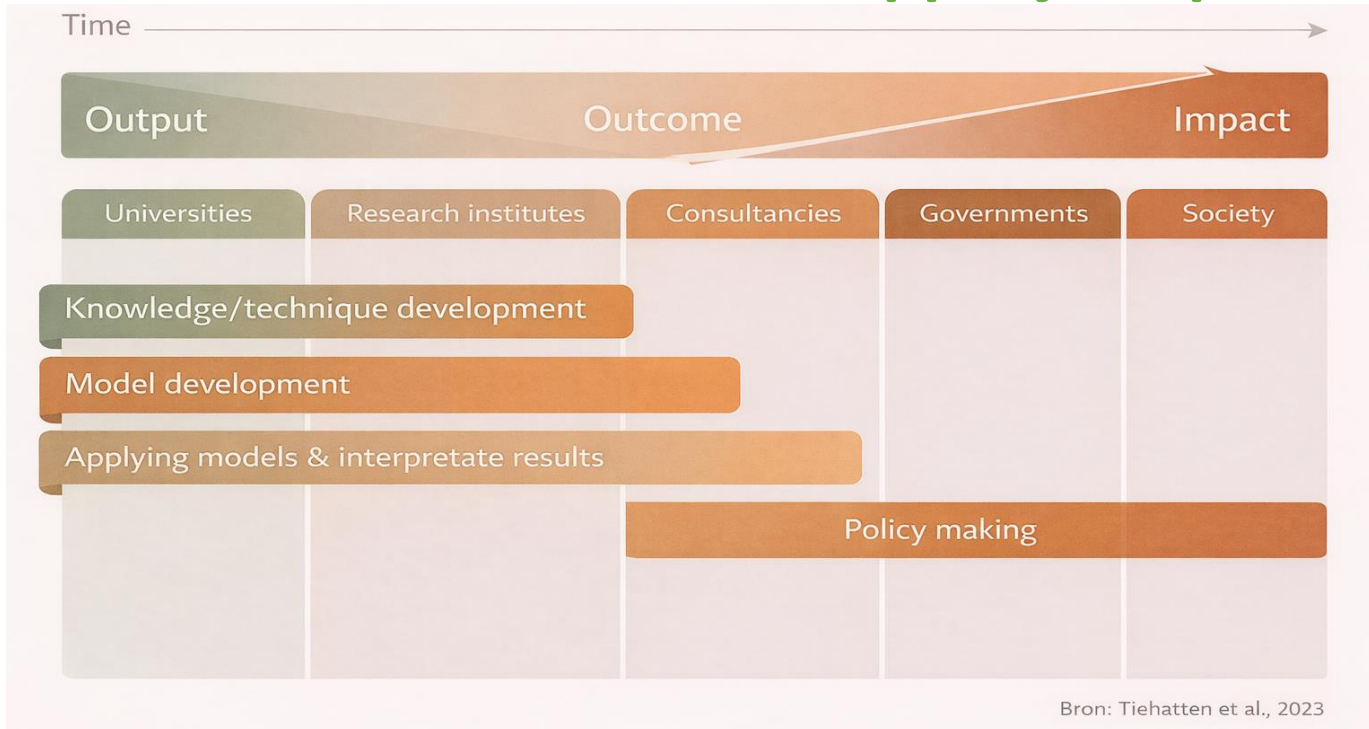 Time
Output Outcome Impact
Universities Research institutes Consultancies Governments Society
Knowledge/technique development
Model development
Applying models & interpretate results
Policy making
Bron: Tiehatten et al., 2023